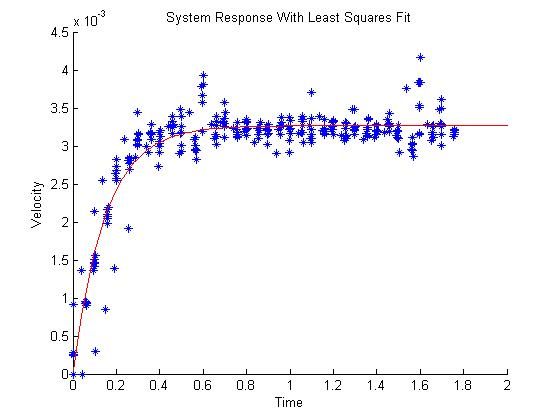 System Response With Least Squares Fit
x 10⁻³
4.5
4
3.5
3
2.5
2
1.5
1
0.5
0
Velocity
0 0.2 0.4 0.6 0.8 1 1.2 1.4 1.6 1.8 2
Time